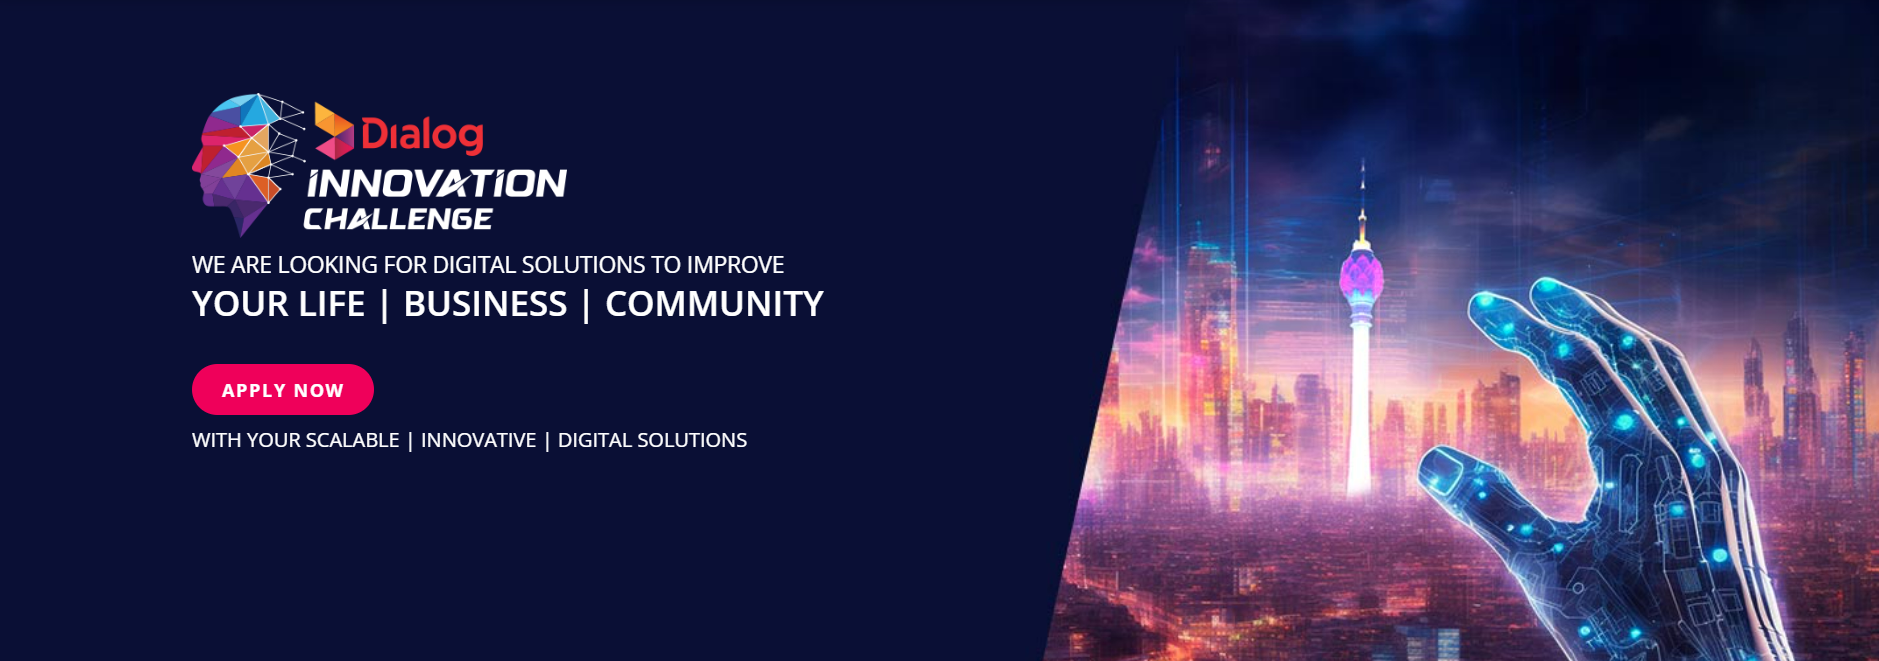 Dialog
INNOVATION
CHALLENGE
WE ARE LOOKING FOR DIGITAL SOLUTIONS TO IMPROVE
YOUR LIFE | BUSINESS | COMMUNITY
APPLY NOW
WITH YOUR SCALABLE | INNOVATIVE | DIGITAL SOLUTIONS